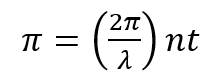 π = (2π/λ) nt